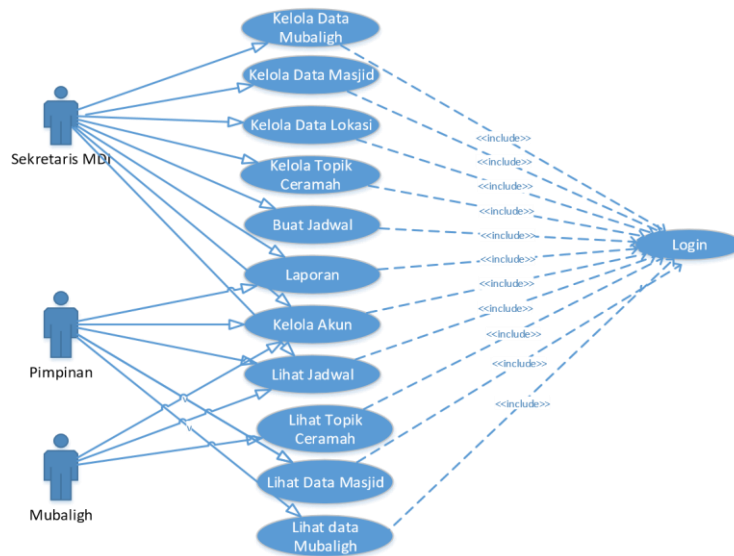 Kelola Data
Mubaligh
Kelola Data Masjid
Sekretaris MDi
Kelola Data Lokasi
Kelola Topik
Ceramah
Buat Jadwal
Laporan
Kelola Akun
Pimpinan
Lihat Jadwal
Lihat Topik
Ceramah
Mubaligh
Lihat Data Masjid
Lihat data
Mubaligh
<<include>>
<<include>>
<<include>>
<<include>>
<<include>>
<<include>>
<<include>>
<<include>>
<<include>>
<<include>>
<<include>>
Login